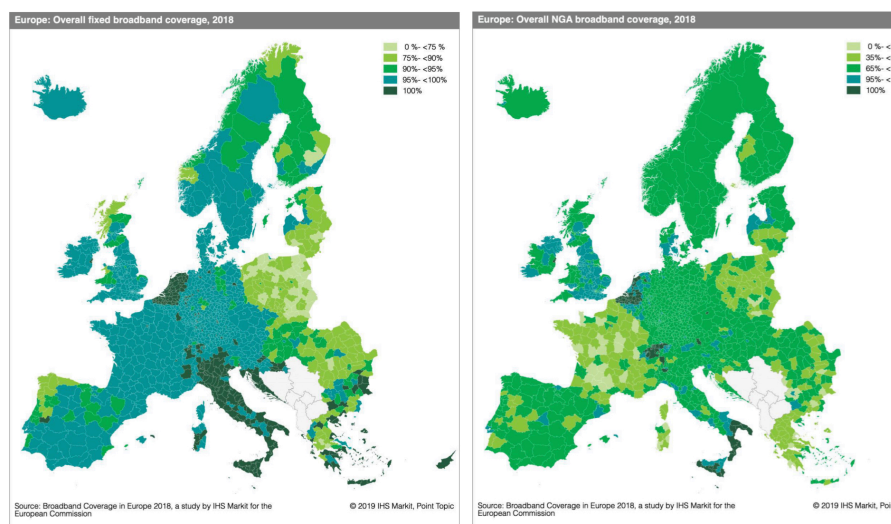 Europe: Overall fixed broadband coverage, 2018
0 %- <75 %
75%- <90%
90%- <95%
95%- <100%
100%
Source: Broadband Coverage in Europe 2018, a study by IHS Markit for the
European Commission
© 2019 IHS Markit, Point Topic
Europe: Overall NGA broadband coverage, 2018
0 %- <
35%- <
65%- <
95%- <
100%
Source: Broadband Coverage in Europe 2018, a study by IHS Markit for the
European Commission
© 2019 IHS Markit, Po